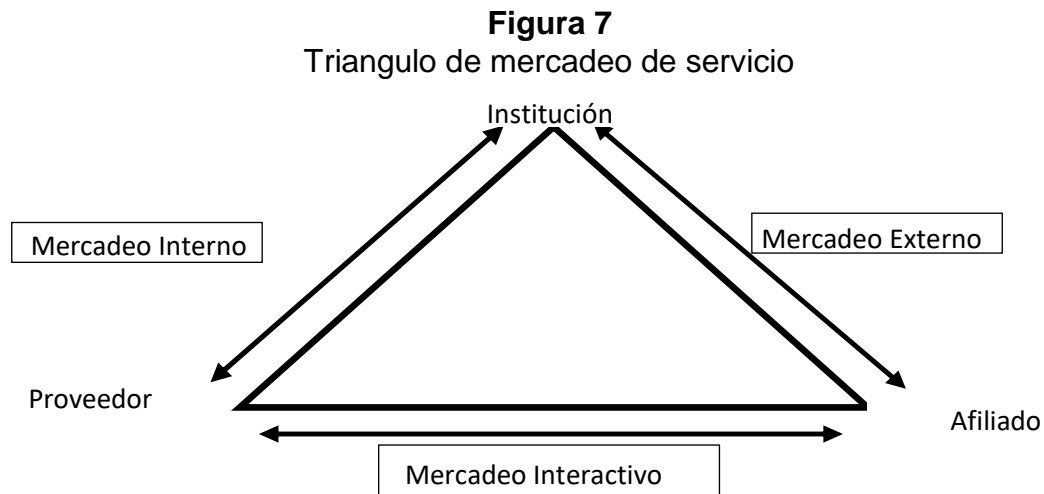 Figura 7
Triangulo de mercadeo de servicio
Institución
Mercadeo Interno
Mercadeo Externo
Proveedor
Afiliado
Mercadeo Interactivo